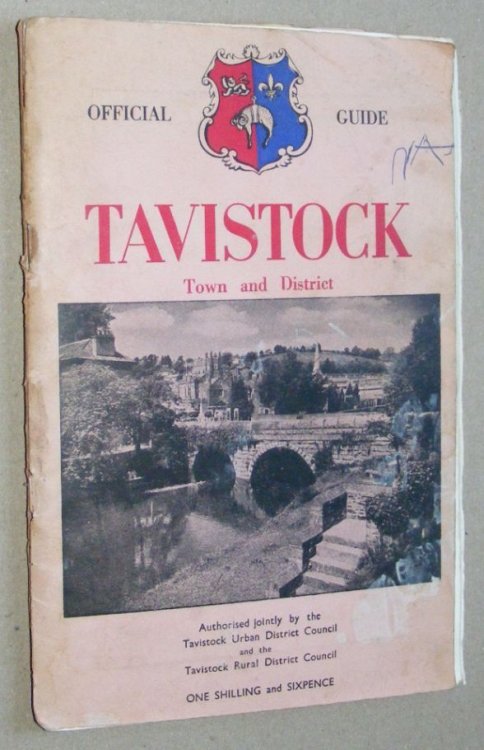 OFFICIAL GUIDE
TAVISTOCK
Town and District
Authorised jointly by the
Tavistock Urban District Council
and the
Tavistock Rural District Council
ONE SHILLING and SIXPENCE